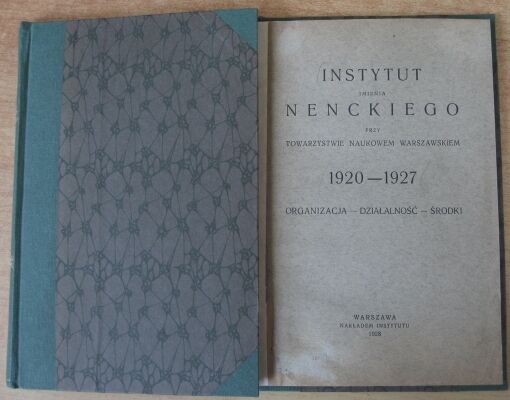 INSTYTUT
IMIENIA
NENCKIEGO
PRZY
TOWARZYSTWIE NAUKOWEM WARSZAWSKIEM
1920—1927
ORGANIZACJA — DZIAŁALNOŚĆ — ŚRODKI
WARSZAWA
NAKŁADEM INSTYTUTU
1928